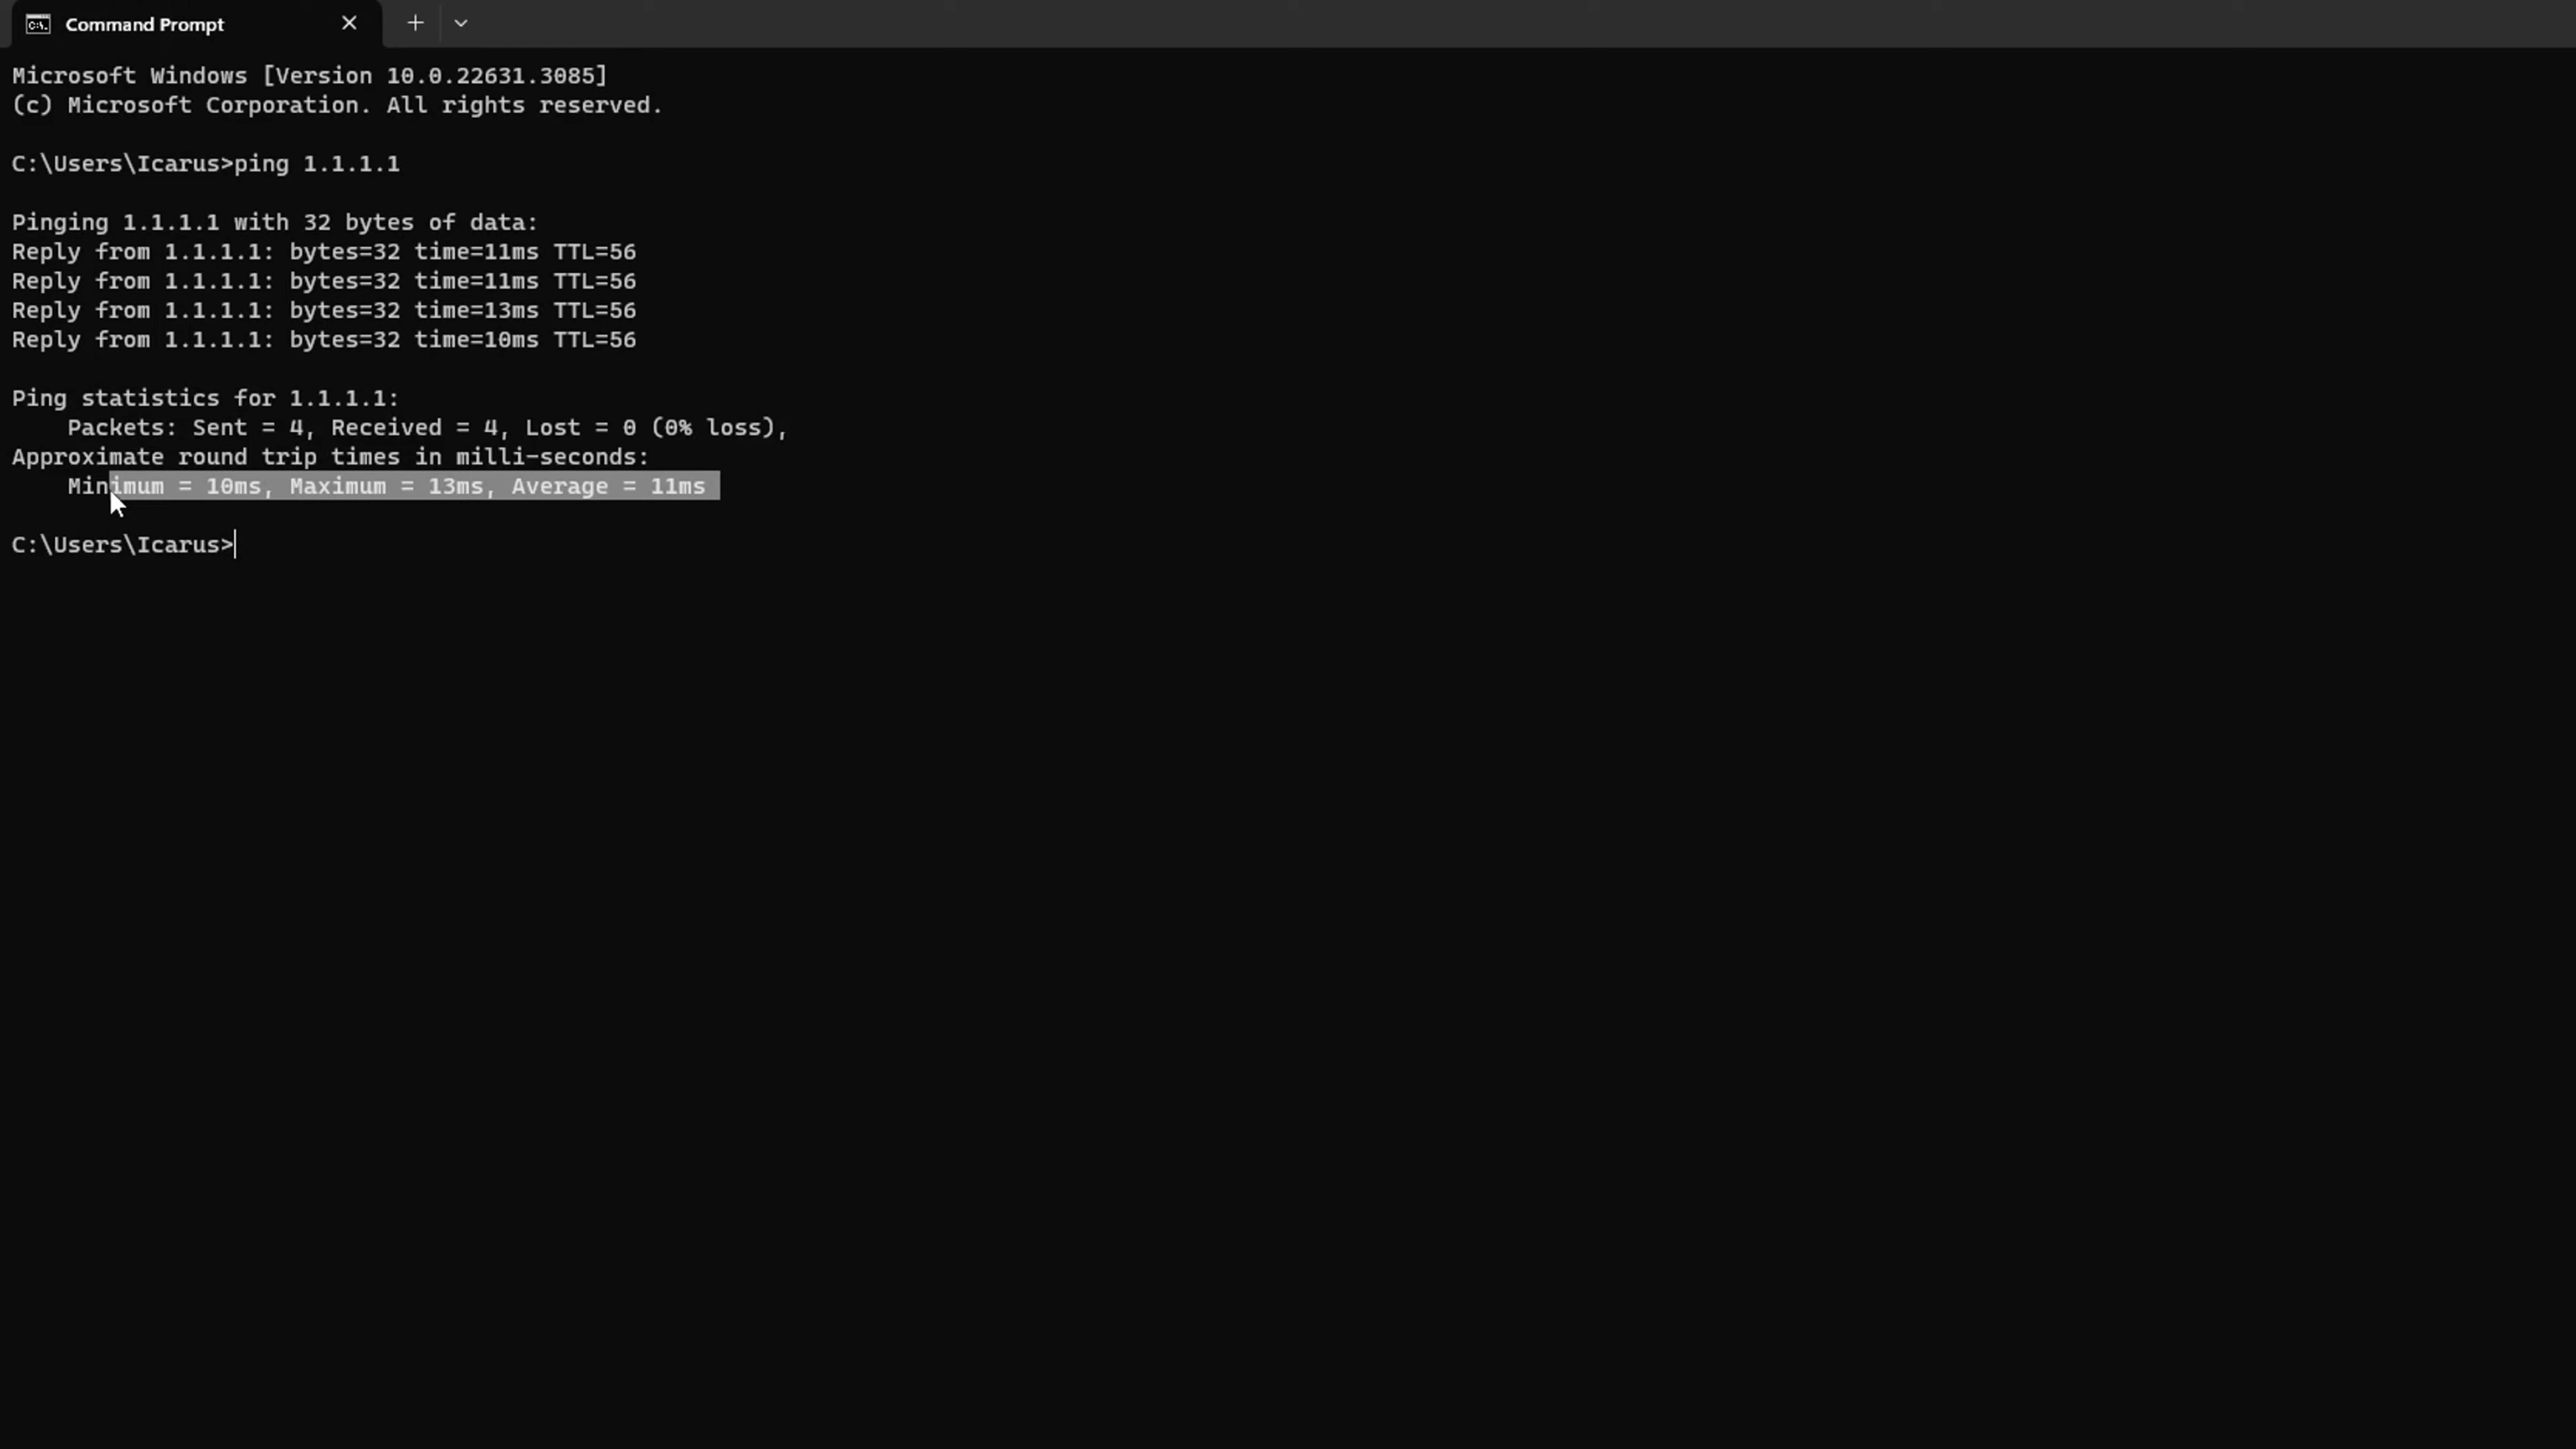 Command Prompt
Microsoft Windows [Version 10.0.22631.3085]
(c) Microsoft Corporation. All rights reserved.
C:\Users\Icarus>ping 1.1.1.1
Pinging 1.1.1.1 with 32 bytes of data:
Reply from 1.1.1.1: bytes=32 time=11ms TTL=56
Reply from 1.1.1.1: bytes=32 time=11ms TTL=56
Reply from 1.1.1.1: bytes=32 time=13ms TTL=56
Reply from 1.1.1.1: bytes=32 time=10ms TTL=56
Ping statistics for 1.1.1.1:
    Packets: Sent = 4, Received = 4, Lost = 0 (0% loss),
Approximate round trip times in milli-seconds:
    Minimum = 10ms, Maximum = 13ms, Average = 11ms
C:\Users\Icarus>